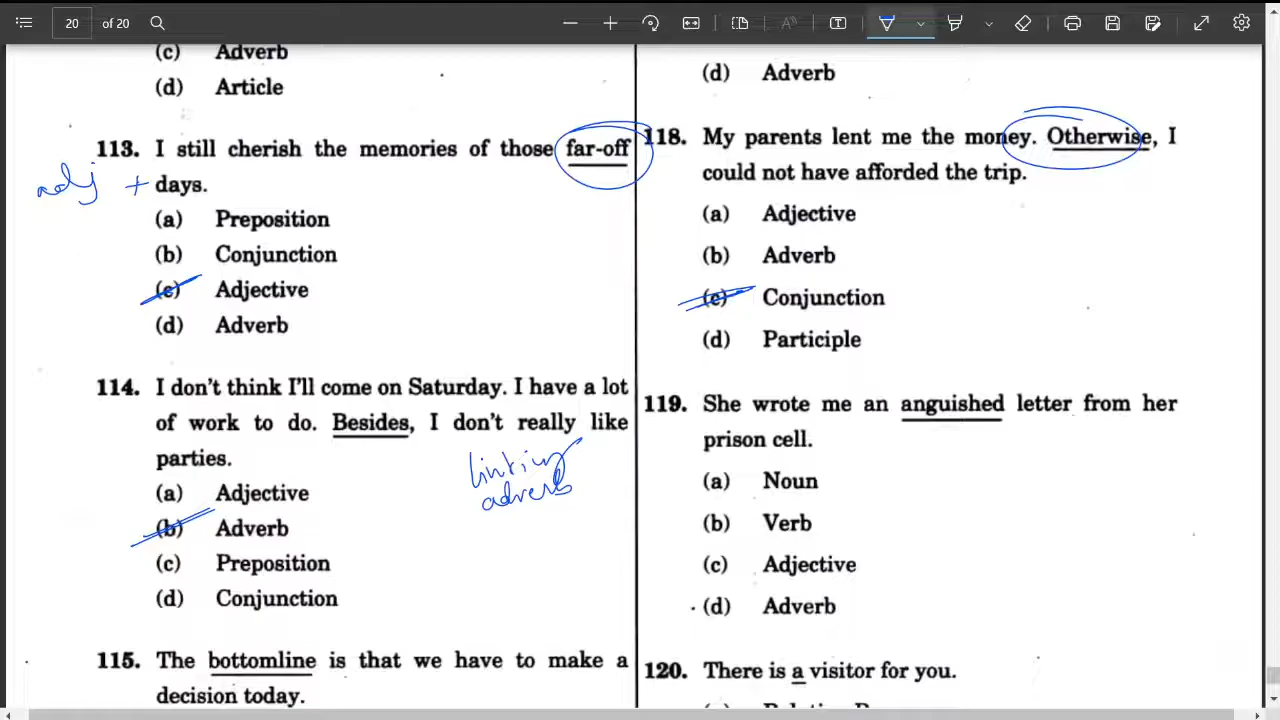 20 of 20
(c) Adverb
(d) Article
113. I still cherish the memories of those far-off
days.
adj +
(a) Preposition
(b) Conjunction
(c) Adjective
(d) Adverb
114. I don't think I'll come on Saturday. I have a lot
of work to do. Besides, I don't really like
parties.
linking
adverb
(a) Adjective
(b) Adverb
(c) Preposition
(d) Conjunction
115. The bottomline is that we have to make a
decision today.
(d) Adverb
118. My parents lent me the money. Otherwise, I
could not have afforded the trip.
(a) Adjective
(b) Adverb
(c) Conjunction
(d) Participle
119. She wrote me an anguished letter from her
prison cell.
(a) Noun
(b) Verb
(c) Adjective
(d) Adverb
120. There is a visitor for you.